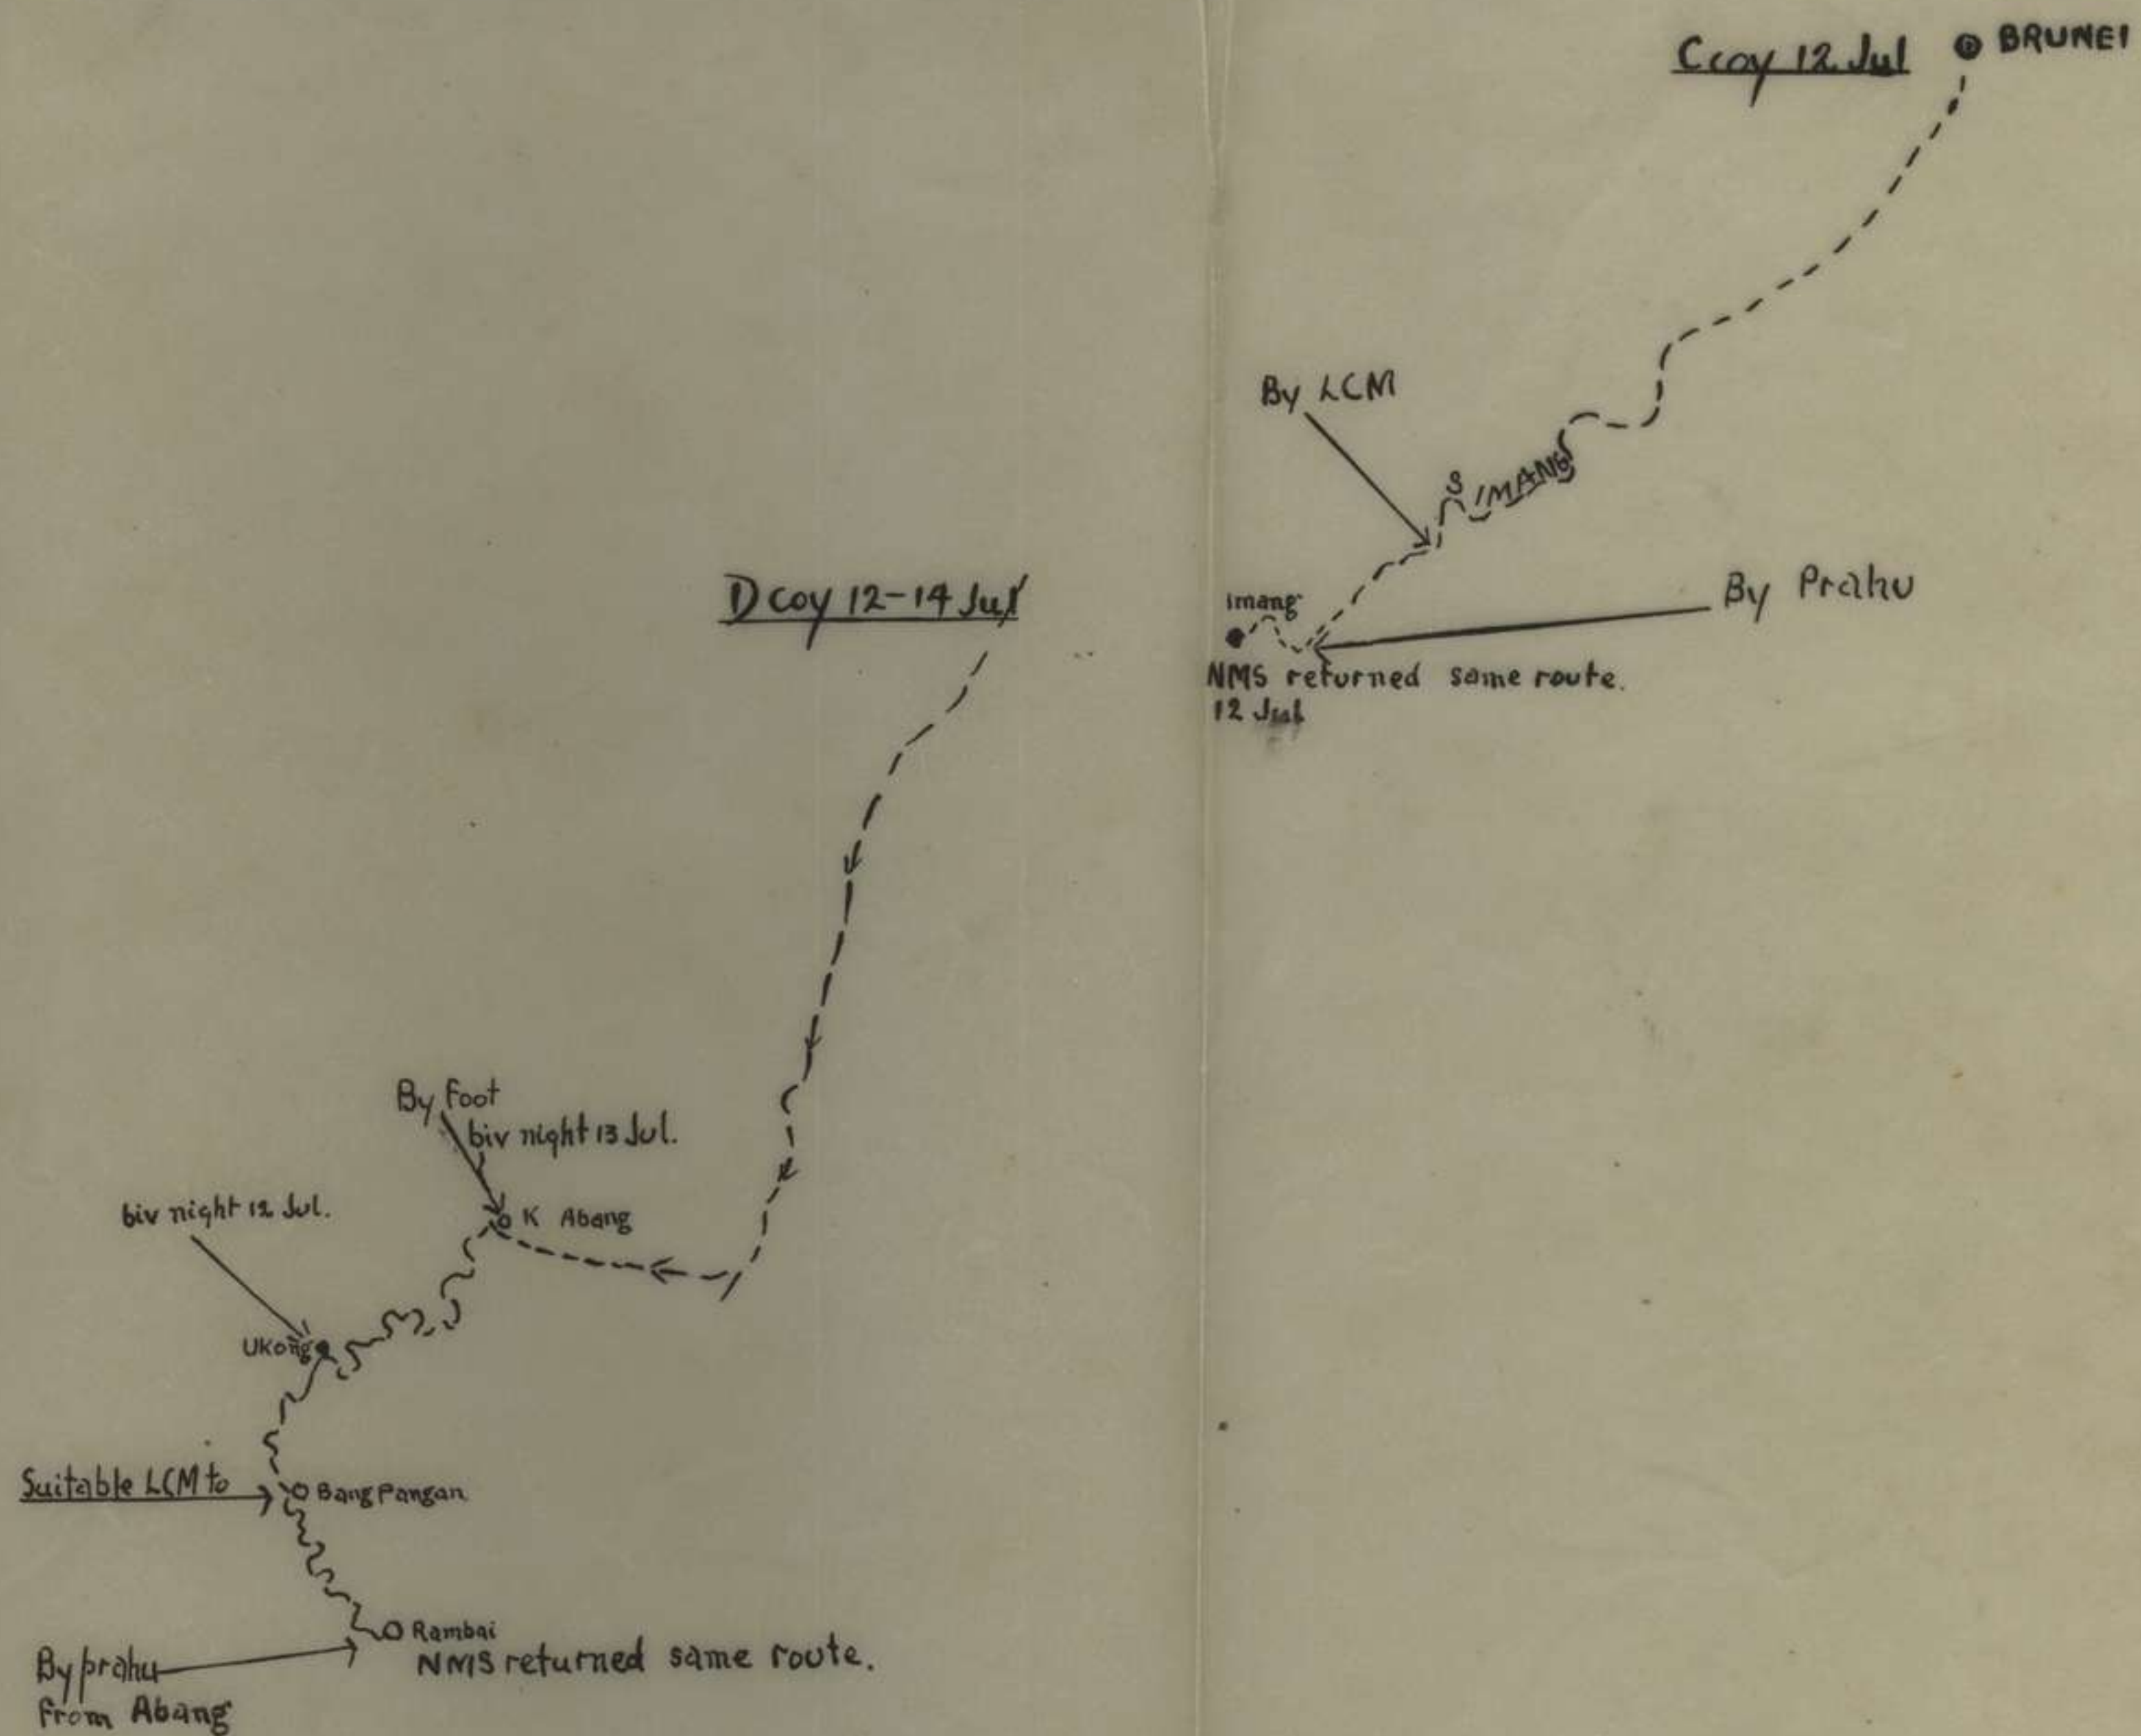 C coy 12 Jul
BRUNEI
By LCM
S IMANG
Imang
By Prahu
NMS returned same route.
12 Jul
D coy 12-14 Jul
By Foot
biv night 13 Jul.
biv night 12 Jul.
K Abang
Ukong
Suitable LCM to
Bang Pangan
Rambai
NMS returned same route.
By prahu
from Abang